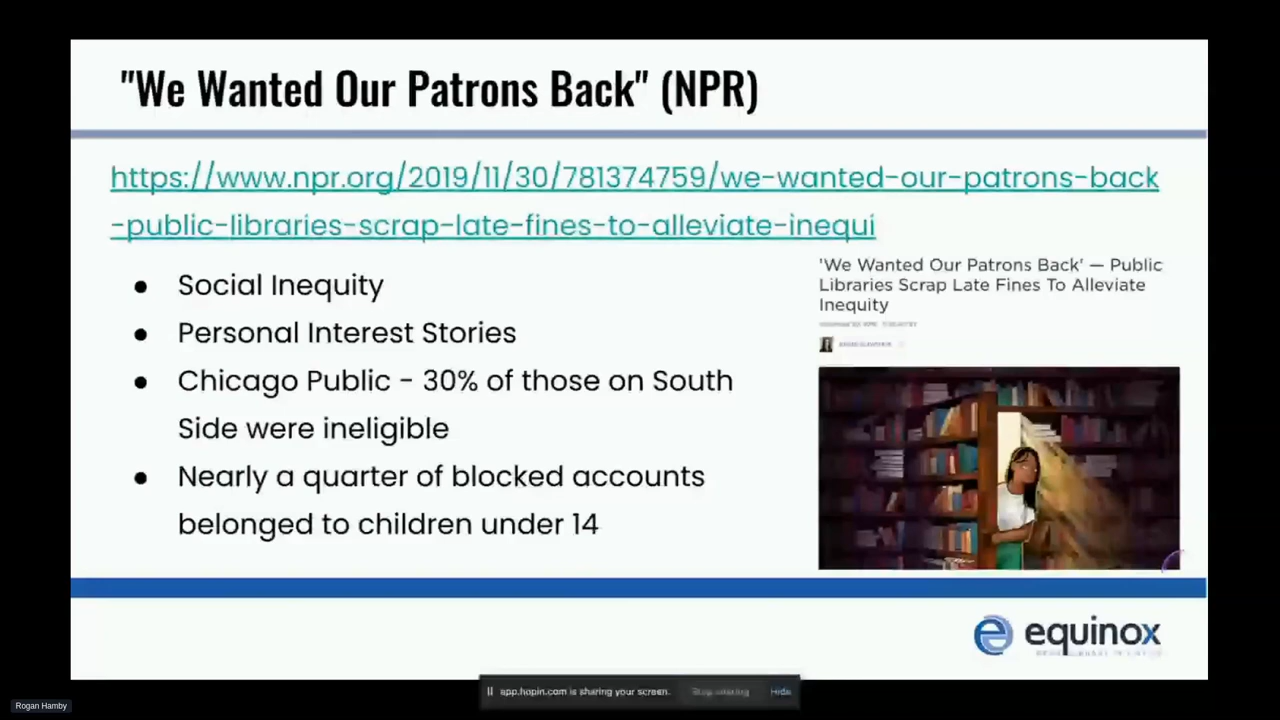 "We Wanted Our Patrons Back" (NPR)
https://www.npr.org/2019/11/30/781374759/we-wanted-our-patrons-back
-public-libraries-scrap-late-fines-to-alleviate-inequi
● Social Inequity
● Personal Interest Stories
● Chicago Public - 30% of those on South
Side were ineligible
● Nearly a quarter of blocked accounts
belonged to children under 14
'We Wanted Our Patrons Back' — Public
Libraries Scrap Late Fines To Alleviate
Inequity
equinox
app.hopin.com is sharing your screen.
Stop sharing
Hide
Rogan Hamby